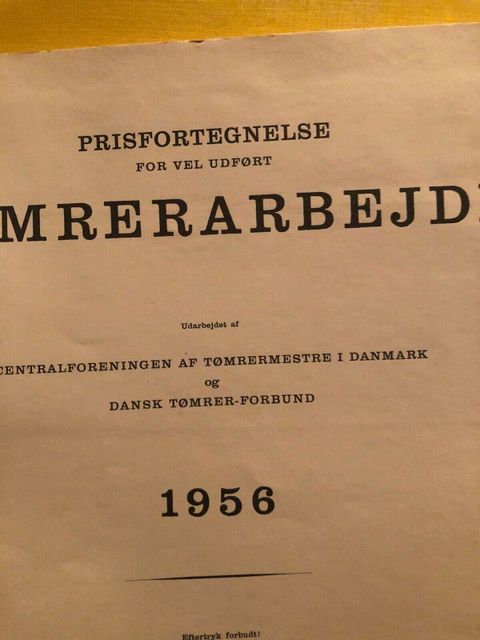 PRISFORTEGNELSE
FOR VEL UDFØRT
MRERARBEJD
Udarbejdet af
CENTRALFORENINGEN AF TØMRERMESTRE I DANMARK
og
DANSK TØMRER-FORBUND
1956
Eftertryk forbudt!